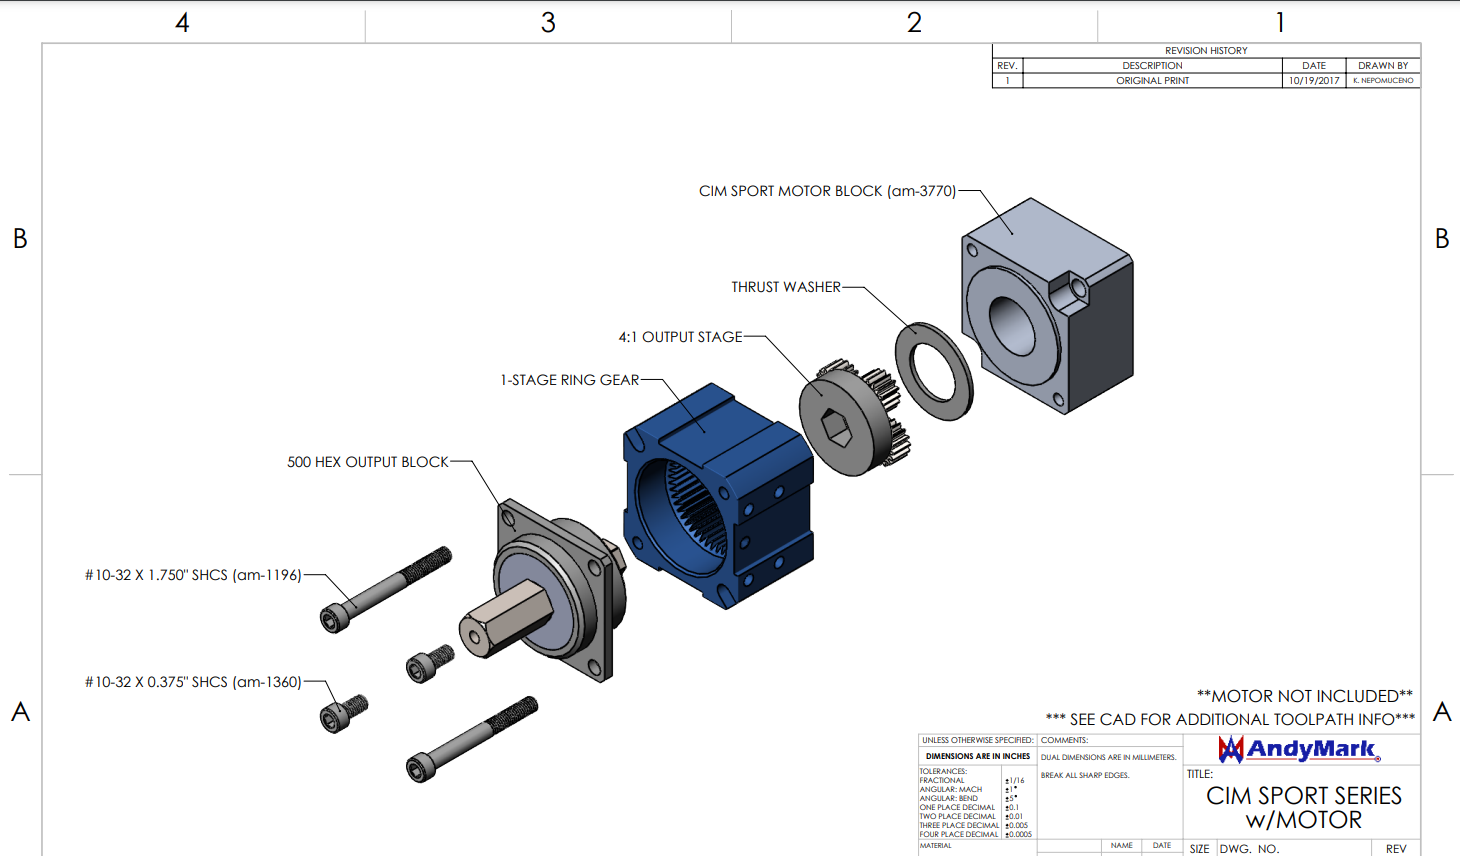 4 3 2 1
REVISION HISTORY
REV. DESCRIPTION DATE DRAWN BY
1 ORIGINAL PRINT 10/19/2017 K. NEPOMUCENO
CIM SPORT MOTOR BLOCK (am-3770)
B B
THRUST WASHER
4:1 OUTPUT STAGE
1-STAGE RING GEAR
500 HEX OUTPUT BLOCK
#10-32 X 1.750" SHCS (am-1196)
#10-32 X 0.375" SHCS (am-1360)
**MOTOR NOT INCLUDED**
A A
*** SEE CAD FOR ADDITIONAL TOOLPATH INFO***
UNLESS OTHERWISE SPECIFIED:
DIMENSIONS ARE IN INCHES
TOLERANCES:
FRACTIONAL ±1/16
ANGULAR: MACH ±1°
ANGULAR: BEND ±5°
ONE PLACE DECIMAL ±0.1
TWO PLACE DECIMAL ±0.01
THREE PLACE DECIMAL ±0.005
FOUR PLACE DECIMAL ±0.0005
MATERIAL
COMMENTS:
DUAL DIMENSIONS ARE IN MILLIMETERS.
BREAK ALL SHARP EDGES.
NAME DATE
AndyMark®
TITLE:
CIM SPORT SERIES
w/MOTOR
SIZE DWG. NO. REV